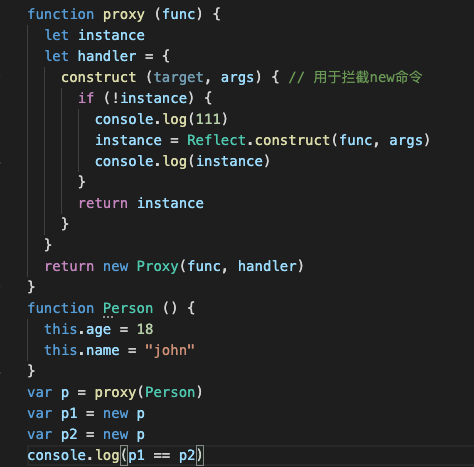 function proxy (func) {
  let instance
  let handler = {
    construct (target, args) { // 用于拦截new命令
      if (!instance) {
        console.log(111)
        instance = Reflect.construct(func, args)
        console.log(instance)
      }
      return instance
    }
  }
  return new Proxy(func, handler)
}
function Person () {
  this.age = 18
  this.name = "john"
}
var p = proxy(Person)
var p1 = new p
var p2 = new p
console.log(p1 == p2)